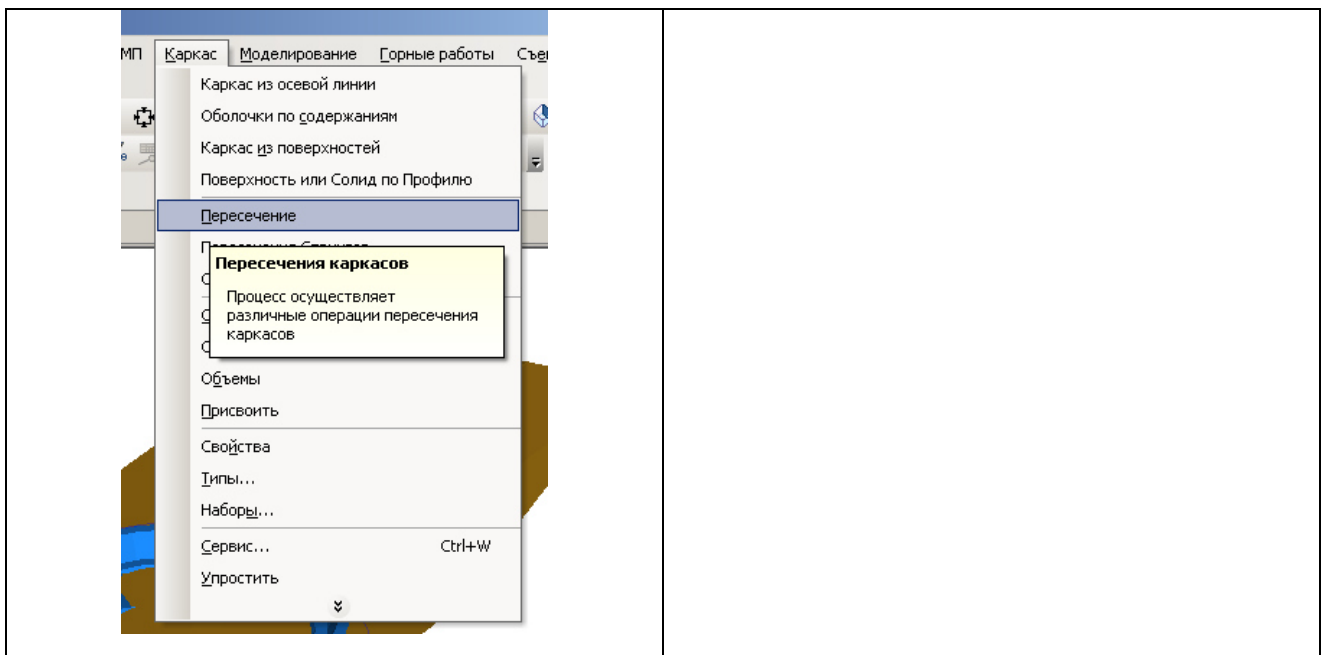 МП Каркас Моделирование Горные работы
Каркас из осевой линии
Оболочки по содержаниям
Каркас из поверхностей
Поверхность или Солид по Профилю
Пересечение
Пересечения каркасов
Процесс осуществляет
различные операции пересечения
каркасов
Объемы
Присвоить
Свойства
Типы...
Наборы...
Сервис... Ctrl+W
Упростить